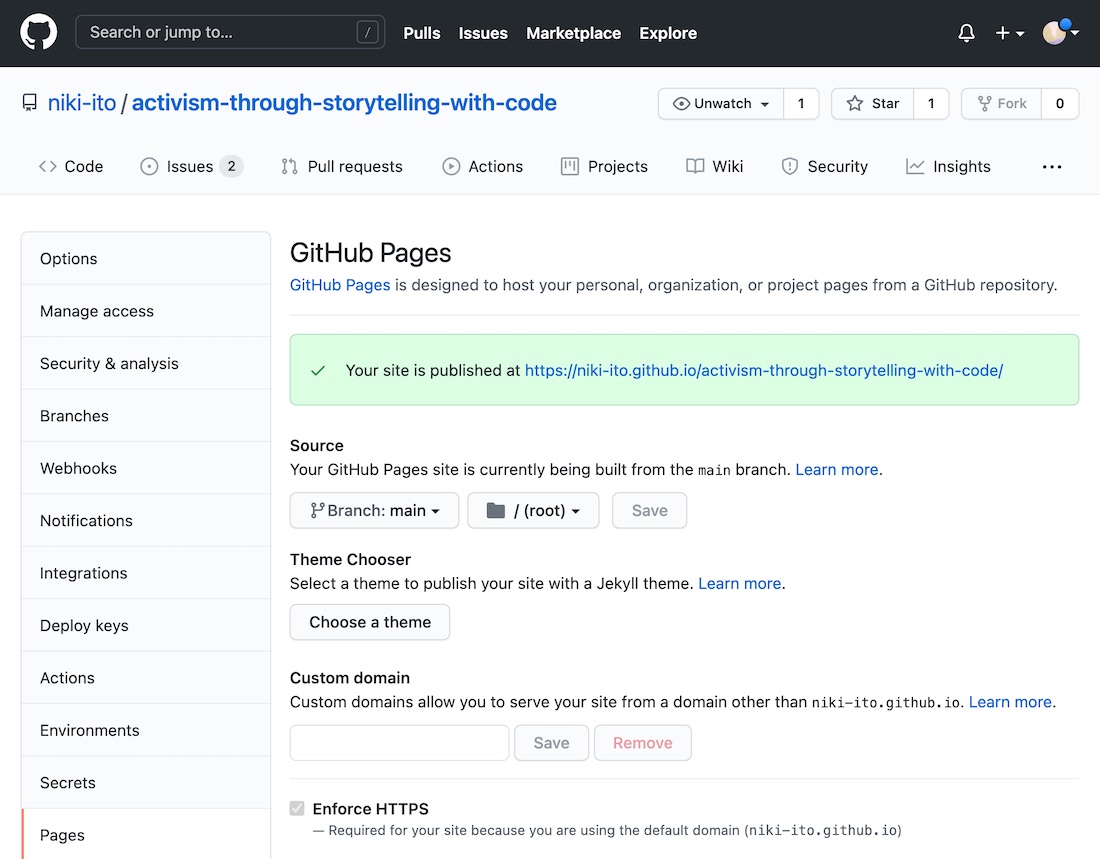 Search or jump to... /
Pulls Issues Marketplace Explore
niki-ito / activism-through-storytelling-with-code
Unwatch 1 Star 1 Fork 0
Code Issues 2 Pull requests Actions Projects Wiki Security Insights ...
Options
Manage access
Security & analysis
Branches
Webhooks
Notifications
Integrations
Deploy keys
Actions
Environments
Secrets
Pages
GitHub Pages
GitHub Pages is designed to host your personal, organization, or project pages from a GitHub repository.
Your site is published at https://niki-ito.github.io/activism-through-storytelling-with-code/
Source
Your GitHub Pages site is currently being built from the main branch. Learn more.
Branch: main / (root) Save
Theme Chooser
Select a theme to publish your site with a Jekyll theme. Learn more.
Choose a theme
Custom domain
Custom domains allow you to serve your site from a domain other than niki-ito.github.io. Learn more.
Save Remove
Enforce HTTPS
— Required for your site because you are using the default domain (niki-ito.github.io)